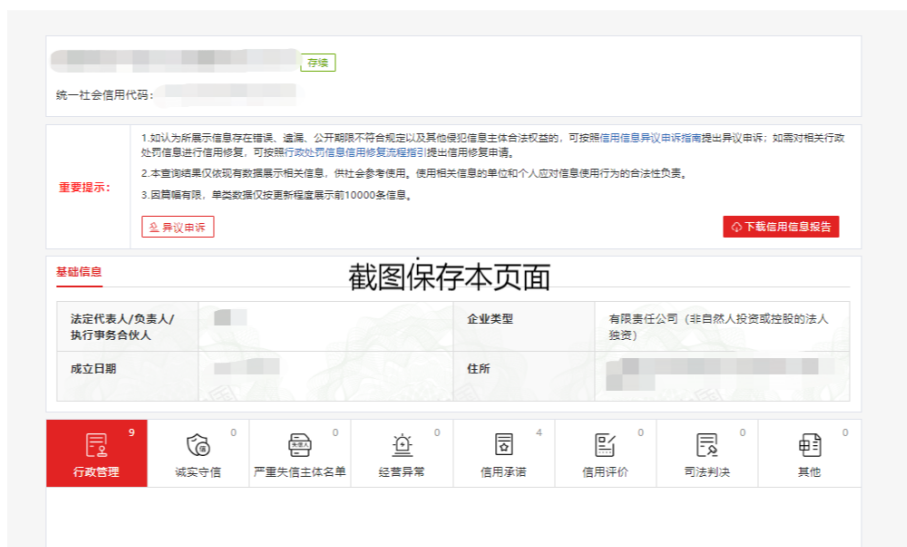 存续
统一社会信用代码:
重要提示:
1.如认为所展示信息存在错误、遗漏、公开期限不符合规定以及其他侵犯信息主体合法权益的,可按照信用信息异议申诉指南提出异议申诉;如需对相关行政
处罚信息进行信用修复,可按照行政处罚信息信用修复流程指引提出信用修复申请。
2.本查询结果仅依现有数据展示相关信息,供社会参考使用。使用相关信息的单位和个人应对信息使用行为的合法性负责。
3.因篇幅有限,单类数据仅按更新程度展示前10000条信息。
异异申诉
下载信用信息报告
基础信息
截图保存本页面
法定代表人/负责人/
执行事务合伙人
企业类型
有限责任公司(非自然人投资或控股的法人
独资)
成立日期
住所
9
行政管理
0
诚实守信
0
严重失信主体名单
0
经营异常
4
信用承诺
0
信用评价
0
司法判决
0
其他